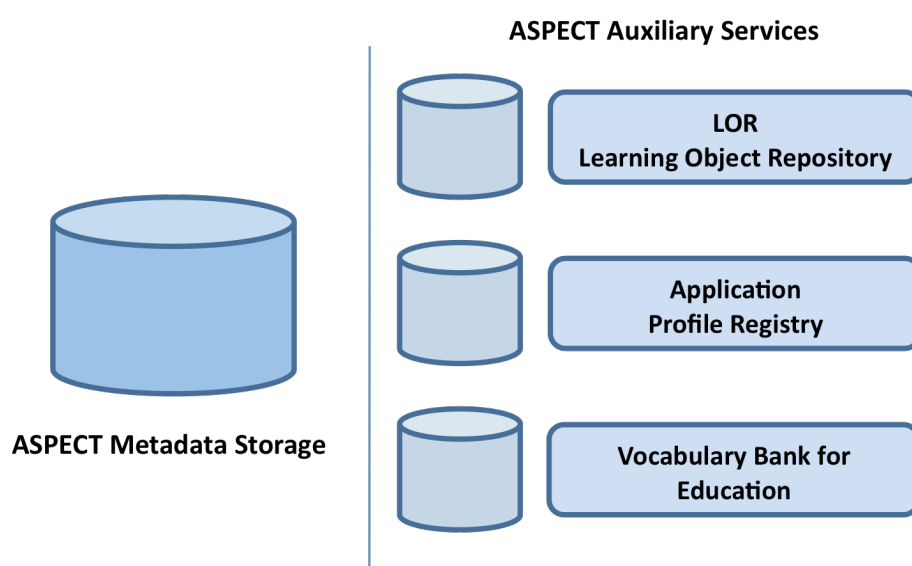 ASPECT Auxiliary Services
LOR
Learning Object Repository
Application
Profile Registry
Vocabulary Bank for
Education
ASPECT Metadata Storage